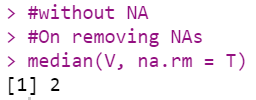 > #without NA
> #On removing NAs
> median(V, na.rm = T)
[1] 2